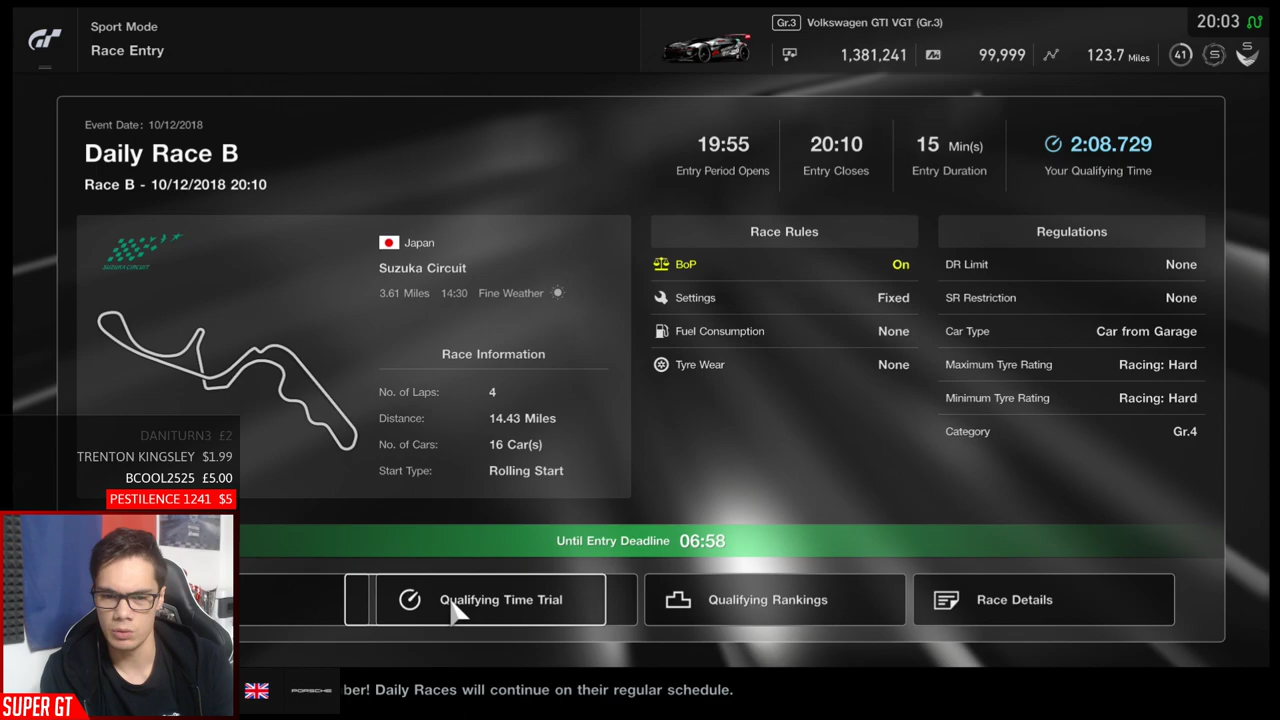 Sport Mode
Race Entry
Gr.3 Volkswagen GTI VGT (Gr.3)
1,381,241 99,999 123.7 Miles 41 S S
20:03
Event Date: 10/12/2018
Daily Race B
Race B - 10/12/2018 20:10
19:55
Entry Period Opens
20:10
Entry Closes
15 Min(s)
Entry Duration
2:08.729
Your Qualifying Time
SUZUKA CIRCUIT
Japan
Suzuka Circuit
3.61 Miles 14:30 Fine Weather
Race Information
No. of Laps: 4
Distance: 14.43 Miles
No. of Cars: 16 Car(s)
Start Type: Rolling Start
Race Rules
BoP On
Settings Fixed
Fuel Consumption None
Tyre Wear None
Regulations
DR Limit None
SR Restriction None
Car Type Car from Garage
Maximum Tyre Rating Racing: Hard
Minimum Tyre Rating Racing: Hard
Category Gr.4
DANITURN3 £2
TRENTON KINGSLEY $1.99
BCOOL2525 £5.00
PESTILENCE 1241 $5
Until Entry Deadline 06:58
Qualifying Time Trial
Qualifying Rankings
Race Details
SUPER GT
PORSCHE
ber! Daily Races will continue on their regular schedule.